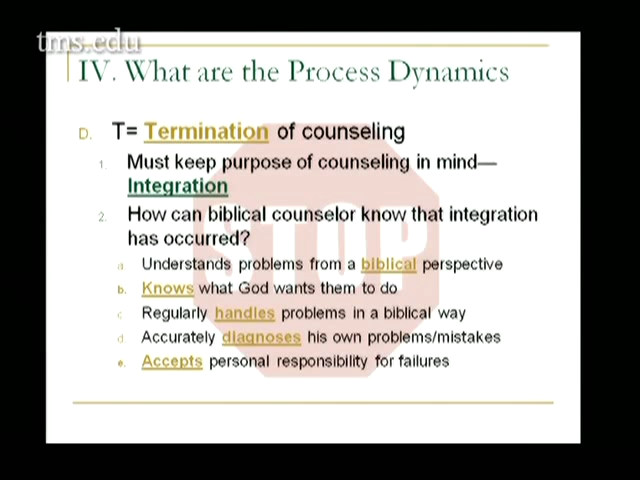 tms.edu
IV. What are the Process Dynamics
D. T= Termination of counseling
1. Must keep purpose of counseling in mind—
Integration
2. How can biblical counselor know that integration
has occurred?
a. Understands problems from a biblical perspective
b. Knows what God wants them to do
c. Regularly handles problems in a biblical way
d. Accurately diagnoses his own problems/mistakes
e. Accepts personal responsibility for failures
STOP